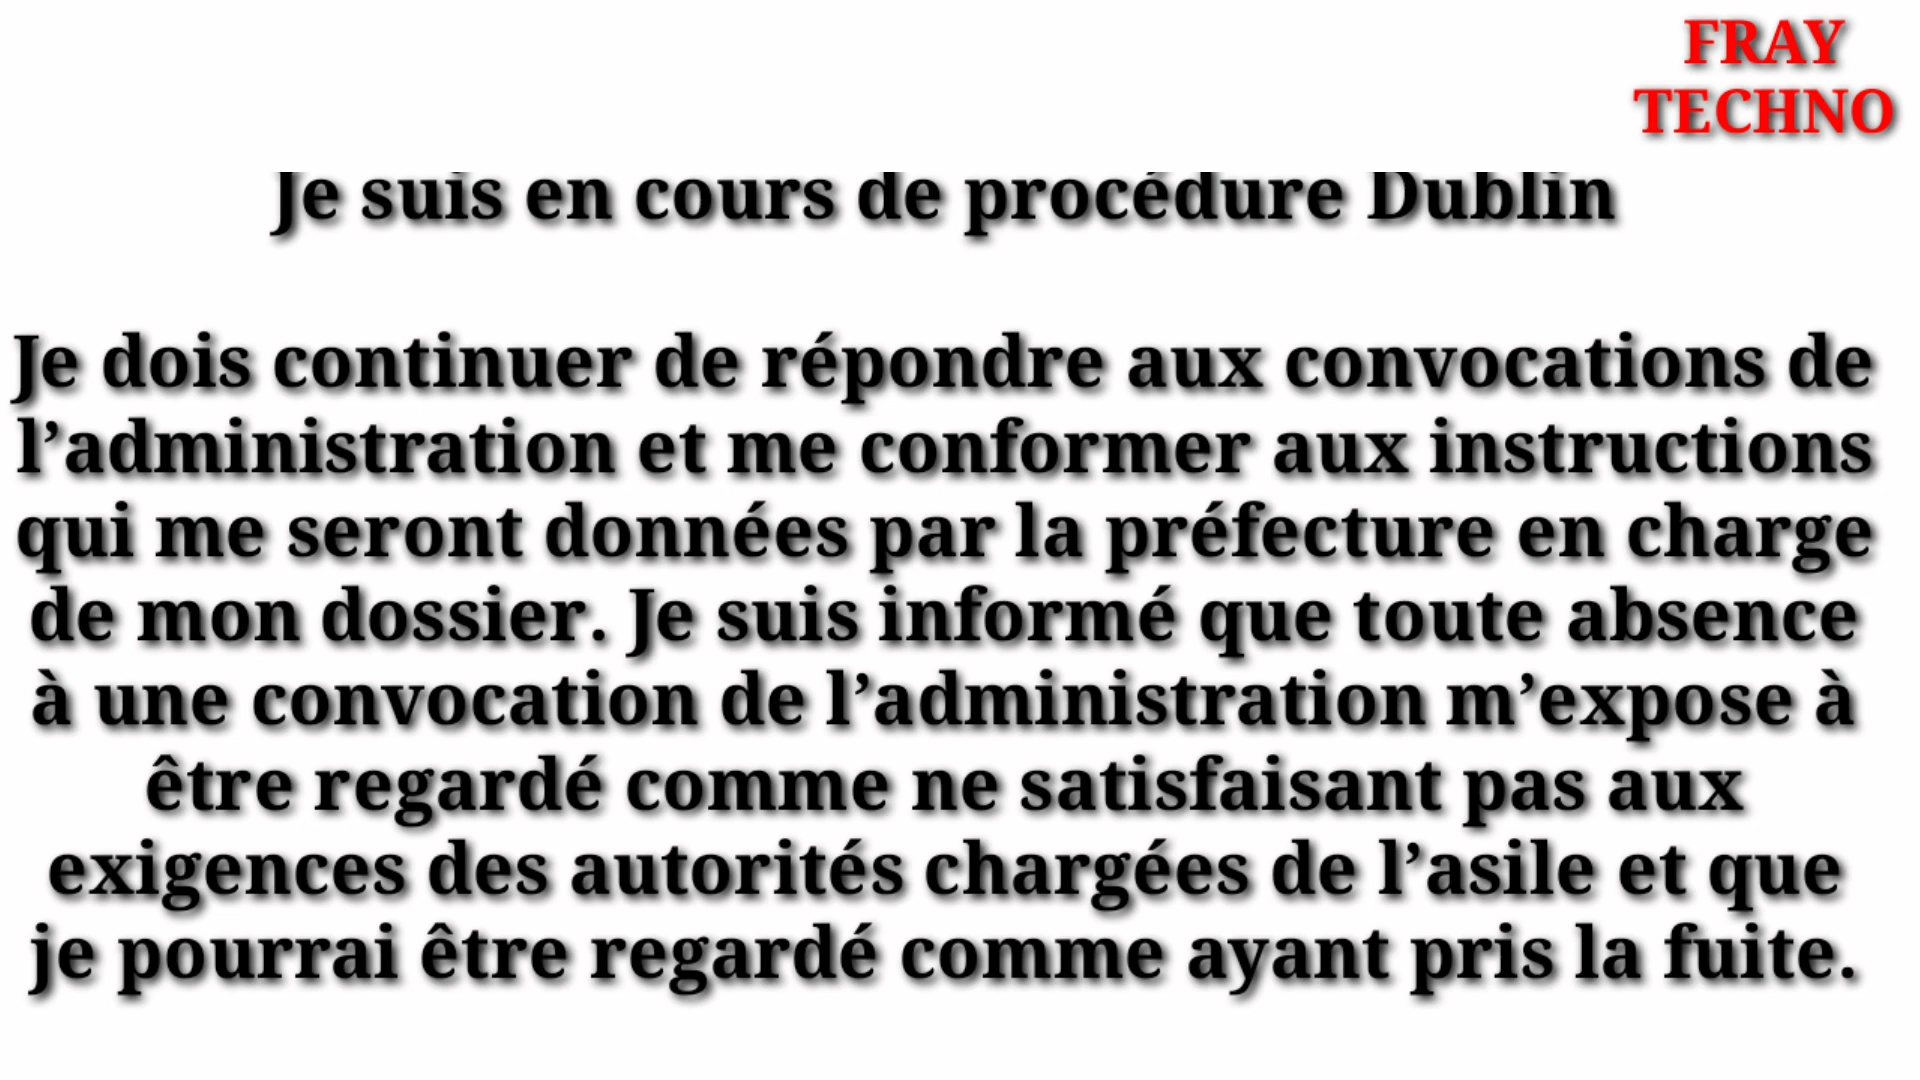 FRAY
TECHNO
Je suis en cours de procédure Dublin
Je dois continuer de répondre aux convocations de
l’administration et me conformer aux instructions
qui me seront données par la préfecture en charge
de mon dossier. Je suis informé que toute absence
à une convocation de l’administration m’expose à
être regardé comme ne satisfaisant pas aux
exigences des autorités chargées de l’asile et que
je pourrai être regardé comme ayant pris la fuite.